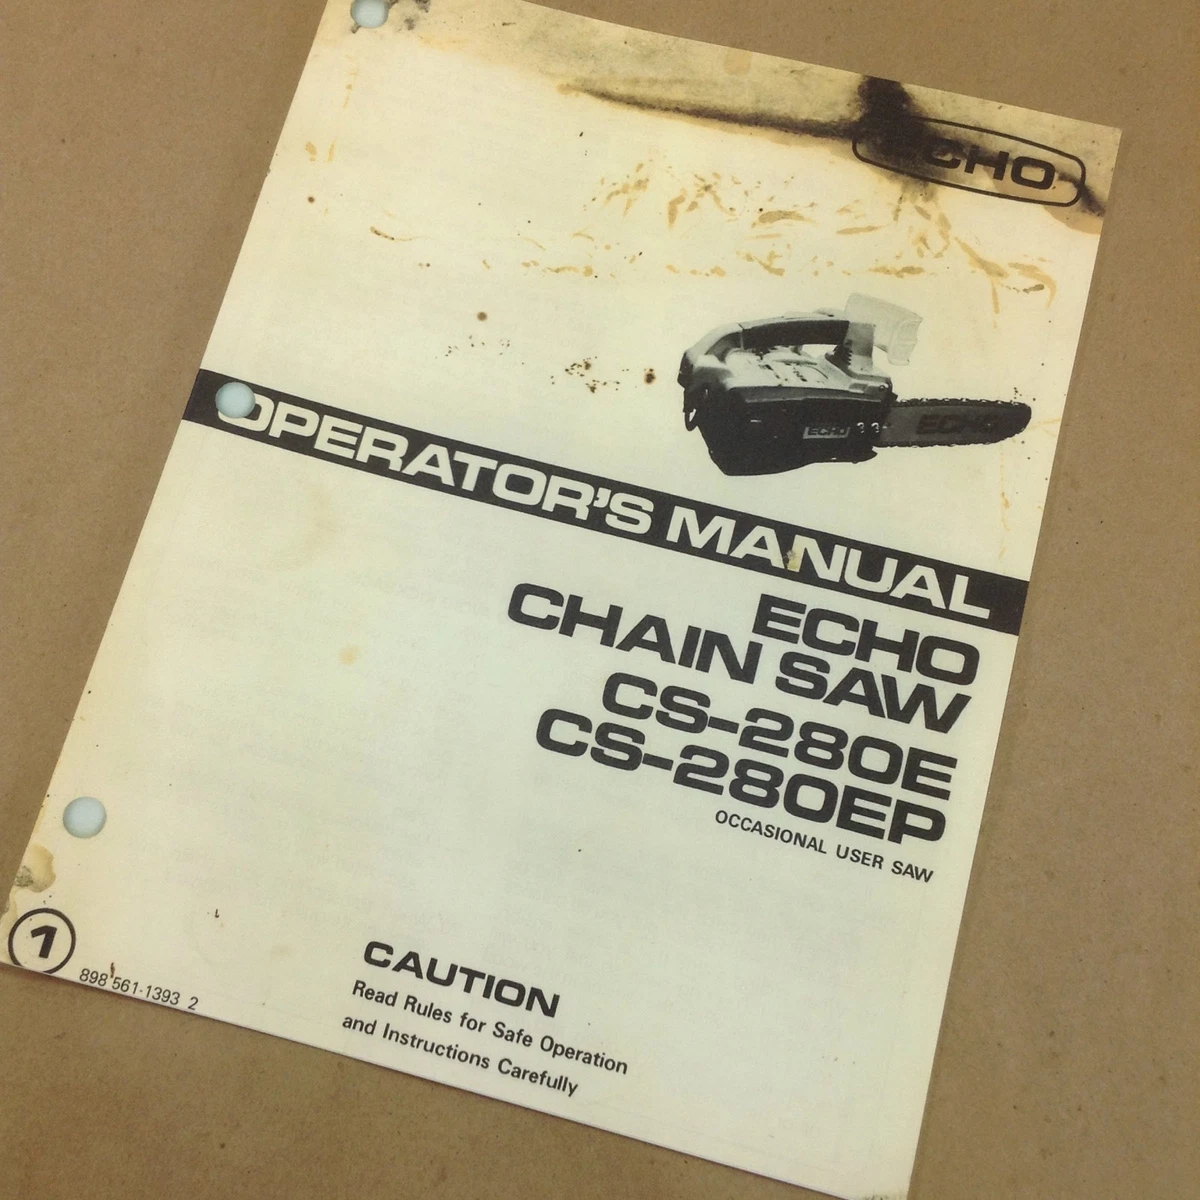 ECHO
ECHO
ECHO
OPERATOR'S MANUAL
ECHO
CHAIN SAW
CS-280E
CS-280EP
OCCASIONAL USER SAW
CAUTION
Read Rules for Safe Operation
and Instructions Carefully
1
898 561-1393 2